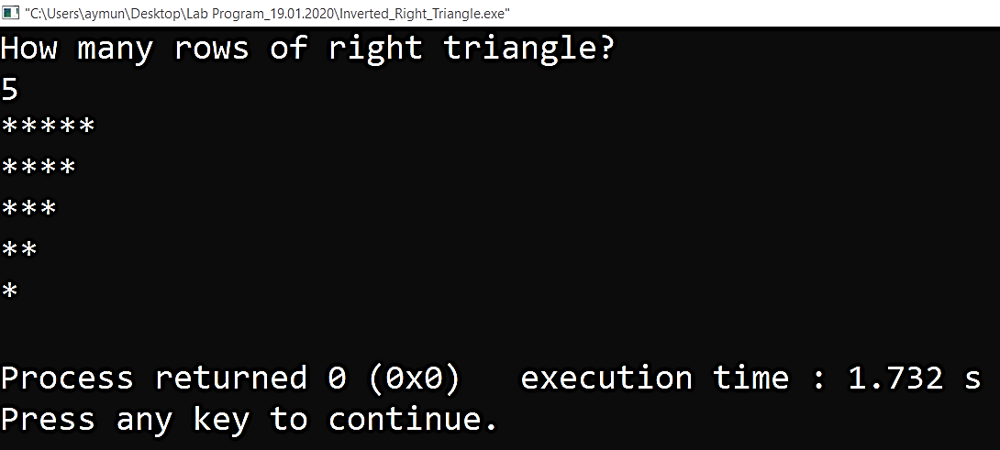 "C:\Users\aymun\Desktop\Lab Program_19.01.2020\Inverted_Right_Triangle.exe"
How many rows of right triangle?
5
*****
****
***
**
*
Process returned 0 (0x0)   execution time : 1.732 s
Press any key to continue.